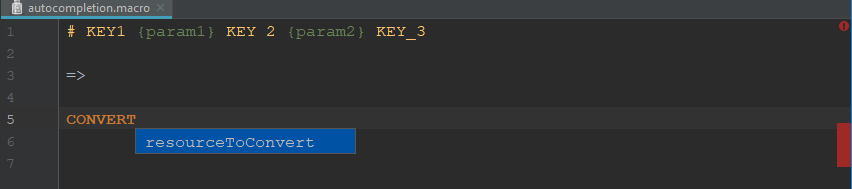 autocompletion.macro
1 # KEY1 {param1} KEY 2 {param2} KEY_3
2
3 =>
4
5 CONVERT
6 resourceToConvert
7